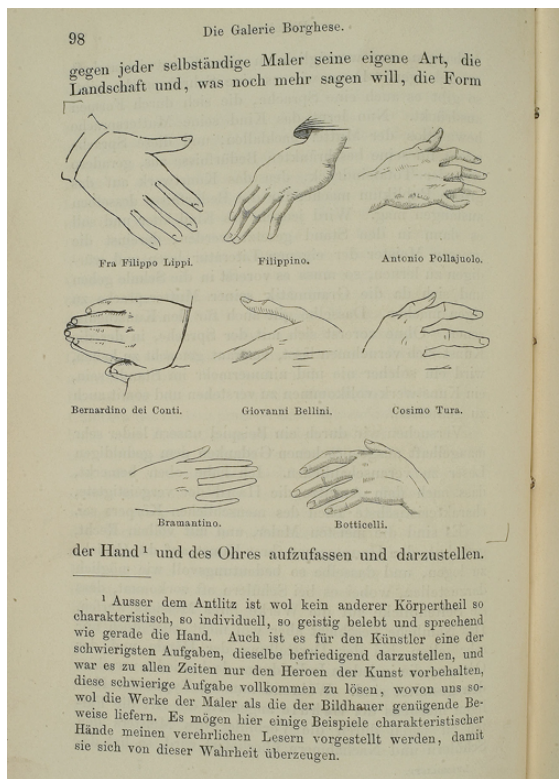 98
Die Galerie Borghese.
gegen jeder selbständige Maler seine eigene Art, die
Landschaft und, was noch mehr sagen will, die Form
Fra Filippo Lippi.
Filippino.
Antonio Pollajuolo.
Bernardino dei Conti.
Giovanni Bellini.
Cosimo Tura.
Bramantino.
Botticelli.
der Hand¹ und des Ohres aufzufassen und darzustellen.
¹ Ausser dem Antlitz ist wol kein anderer Körpertheil so
charakteristisch, so individuell, so geistig belebt und sprechend
wie gerade die Hand. Auch ist es für den Künstler eine der
schwierigsten Aufgaben, dieselbe befriedigend darzustellen, und
war es zu allen Zeiten nur den Heroen der Kunst vorbehalten,
diese schwierige Aufgabe vollkommen zu lösen, wovon uns so-
wol die Werke der Maler als die der Bildhauer genügende Be-
weise liefern. Es mögen hier einige Beispiele charakteristischer
Hände meinen verehrlichen Lesern vorgestellt werden, damit
sie sich von dieser Wahrheit überzeugen.